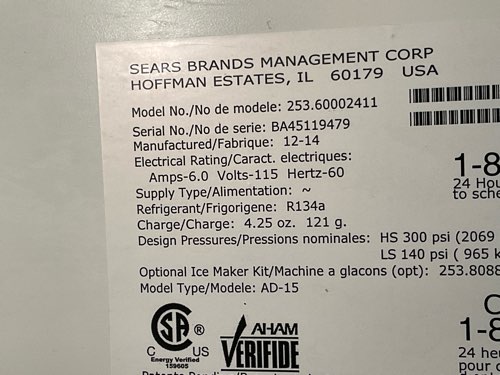 SEARS BRANDS MANAGEMENT CORP
HOFFMAN ESTATES, IL 60179 USA
Model No./No de modele: 253.60002411
Serial No./No de serie: BA45119479
Manufactured/Fabrique: 12-14
Electrical Rating/Caract. electriques:
Amps-6.0 Volts-115 Hertz-60
Supply Type/Alimentation: ~
Refrigerant/Frigorigene: R134a
Charge/Charge: 4.25 oz. 121 g.
Design Pressures/Pressions nominales: HS 300 psi (2069
LS 140 psi ( 965 k
Optional Ice Maker Kit/Machine a glacons (opt): 253.8088
Model Type/Modele: AD-15
1-8
24 Hou
to sche
SA ®
C US
Energy Verified
159605
AHAM
VERIFIDE
C
1-8
24 heu
pour c